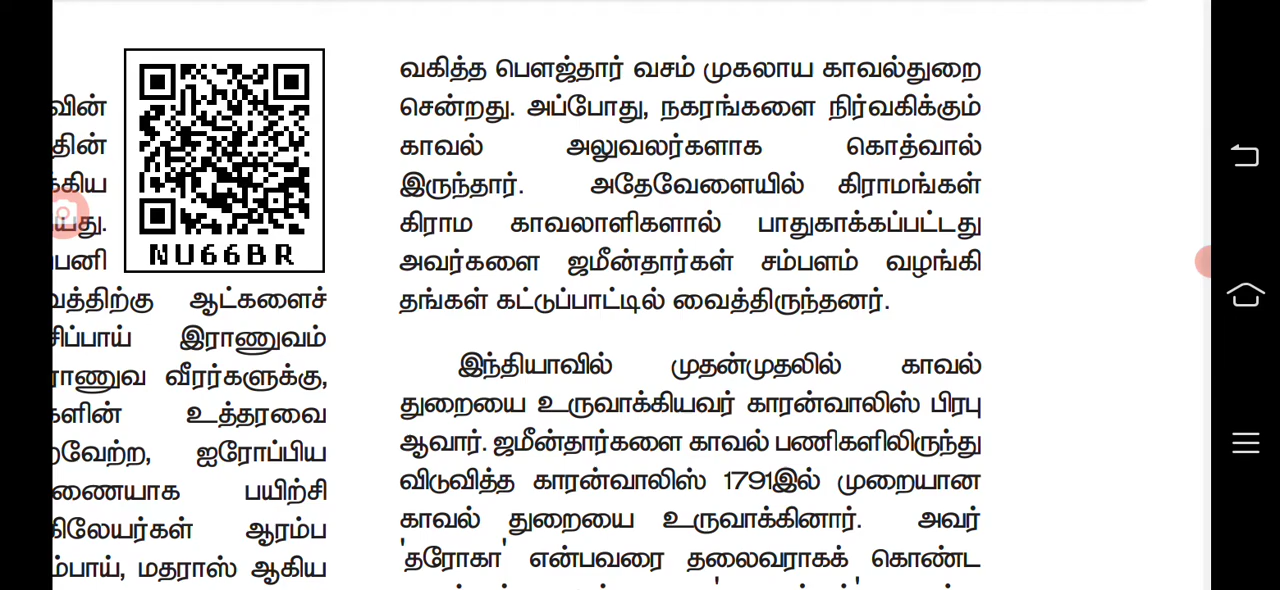 வின்
தின்
க்கிய
யது.
பனி
NU66BR
வத்திற்கு ஆட்களைச்
சிப்பாய் இராணுவம்
ராணுவ வீரர்களுக்கு,
களின் உத்தரவை
றவேற்ற, ஐரோப்பிய
ணையாக பயிற்சி
கிலேயர்கள் ஆரம்ப
ம்பாய், மதராஸ் ஆகிய
வகித்த பௌஜ்தார் வசம் முகலாய காவல்துறை
சென்றது. அப்போது, நகரங்களை நிர்வகிக்கும்
காவல் அலுவலர்களாக கொத்வால்
இருந்தார். அதேவேளையில் கிராமங்கள்
கிராம காவலாளிகளால் பாதுகாக்கப்பட்டது
அவர்களை ஜமீன்தார்கள் சம்பளம் வழங்கி
தங்கள் கட்டுப்பாட்டில் வைத்திருந்தனர்.
இந்தியாவில் முதன்முதலில் காவல்
துறையை உருவாக்கியவர் காரன்வாலிஸ் பிரபு
ஆவார். ஜமீன்தார்களை காவல் பணிகளிலிருந்து
விடுவித்த காரன்வாலிஸ் 1791இல் முறையான
காவல் துறையை உருவாக்கினார். அவர்
'தரோகா' என்பவரை தலைவராகக் கொண்ட